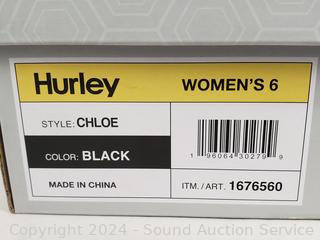 Hurley
WOMEN'S 6
STYLE: CHLOE
COLOR: BLACK
1 96064 30279 9
MADE IN CHINA
ITM./ART. 1676560
Copyright 2024 - Sound Auction Service